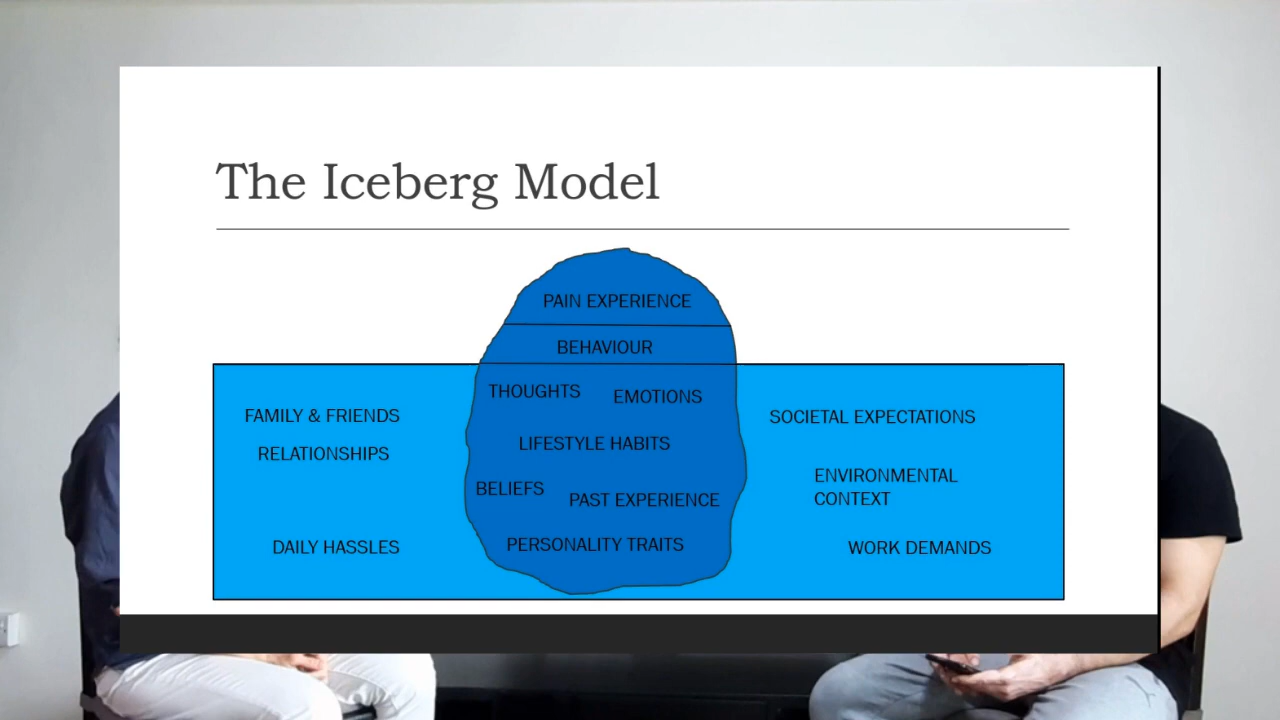 The Iceberg Model
PAIN EXPERIENCE
BEHAVIOUR
THOUGHTS
EMOTIONS
LIFESTYLE HABITS
BELIEFS
PAST EXPERIENCE
PERSONALITY TRAITS
FAMILY & FRIENDS
RELATIONSHIPS
DAILY HASSLES
SOCIETAL EXPECTATIONS
ENVIRONMENTAL
CONTEXT
WORK DEMANDS